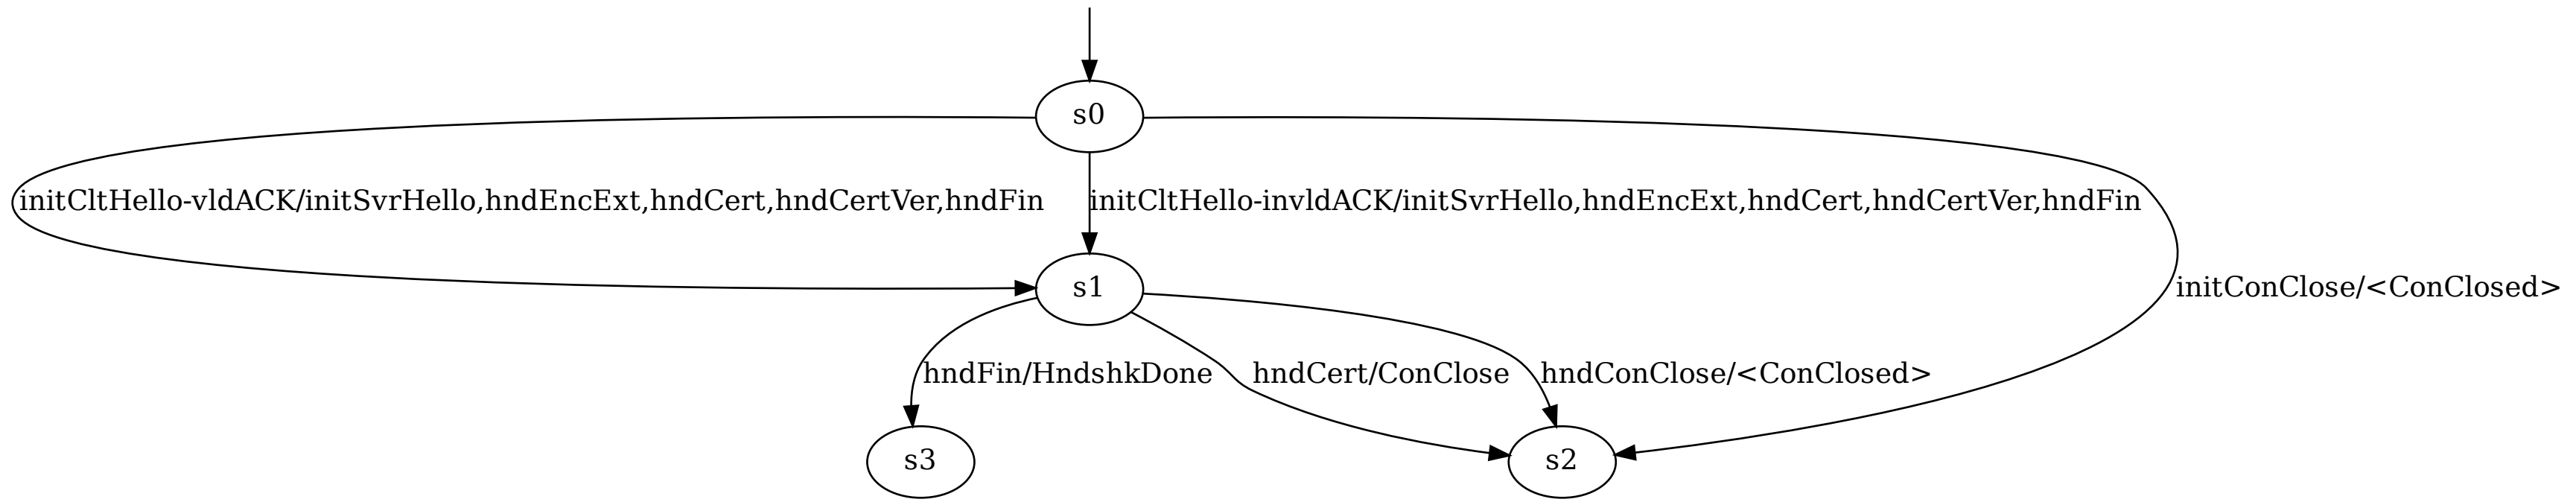 s0
initCltHello-vldACK/initSvrHello,hndEncExt,hndCert,hndCertVer,hndFin
initCltHello-invldACK/initSvrHello,hndEncExt,hndCert,hndCertVer,hndFin
s1
initConClose/<ConClosed>
hndFin/HndshkDone
hndCert/ConClose
hndConClose/<ConClosed>
s3
s2